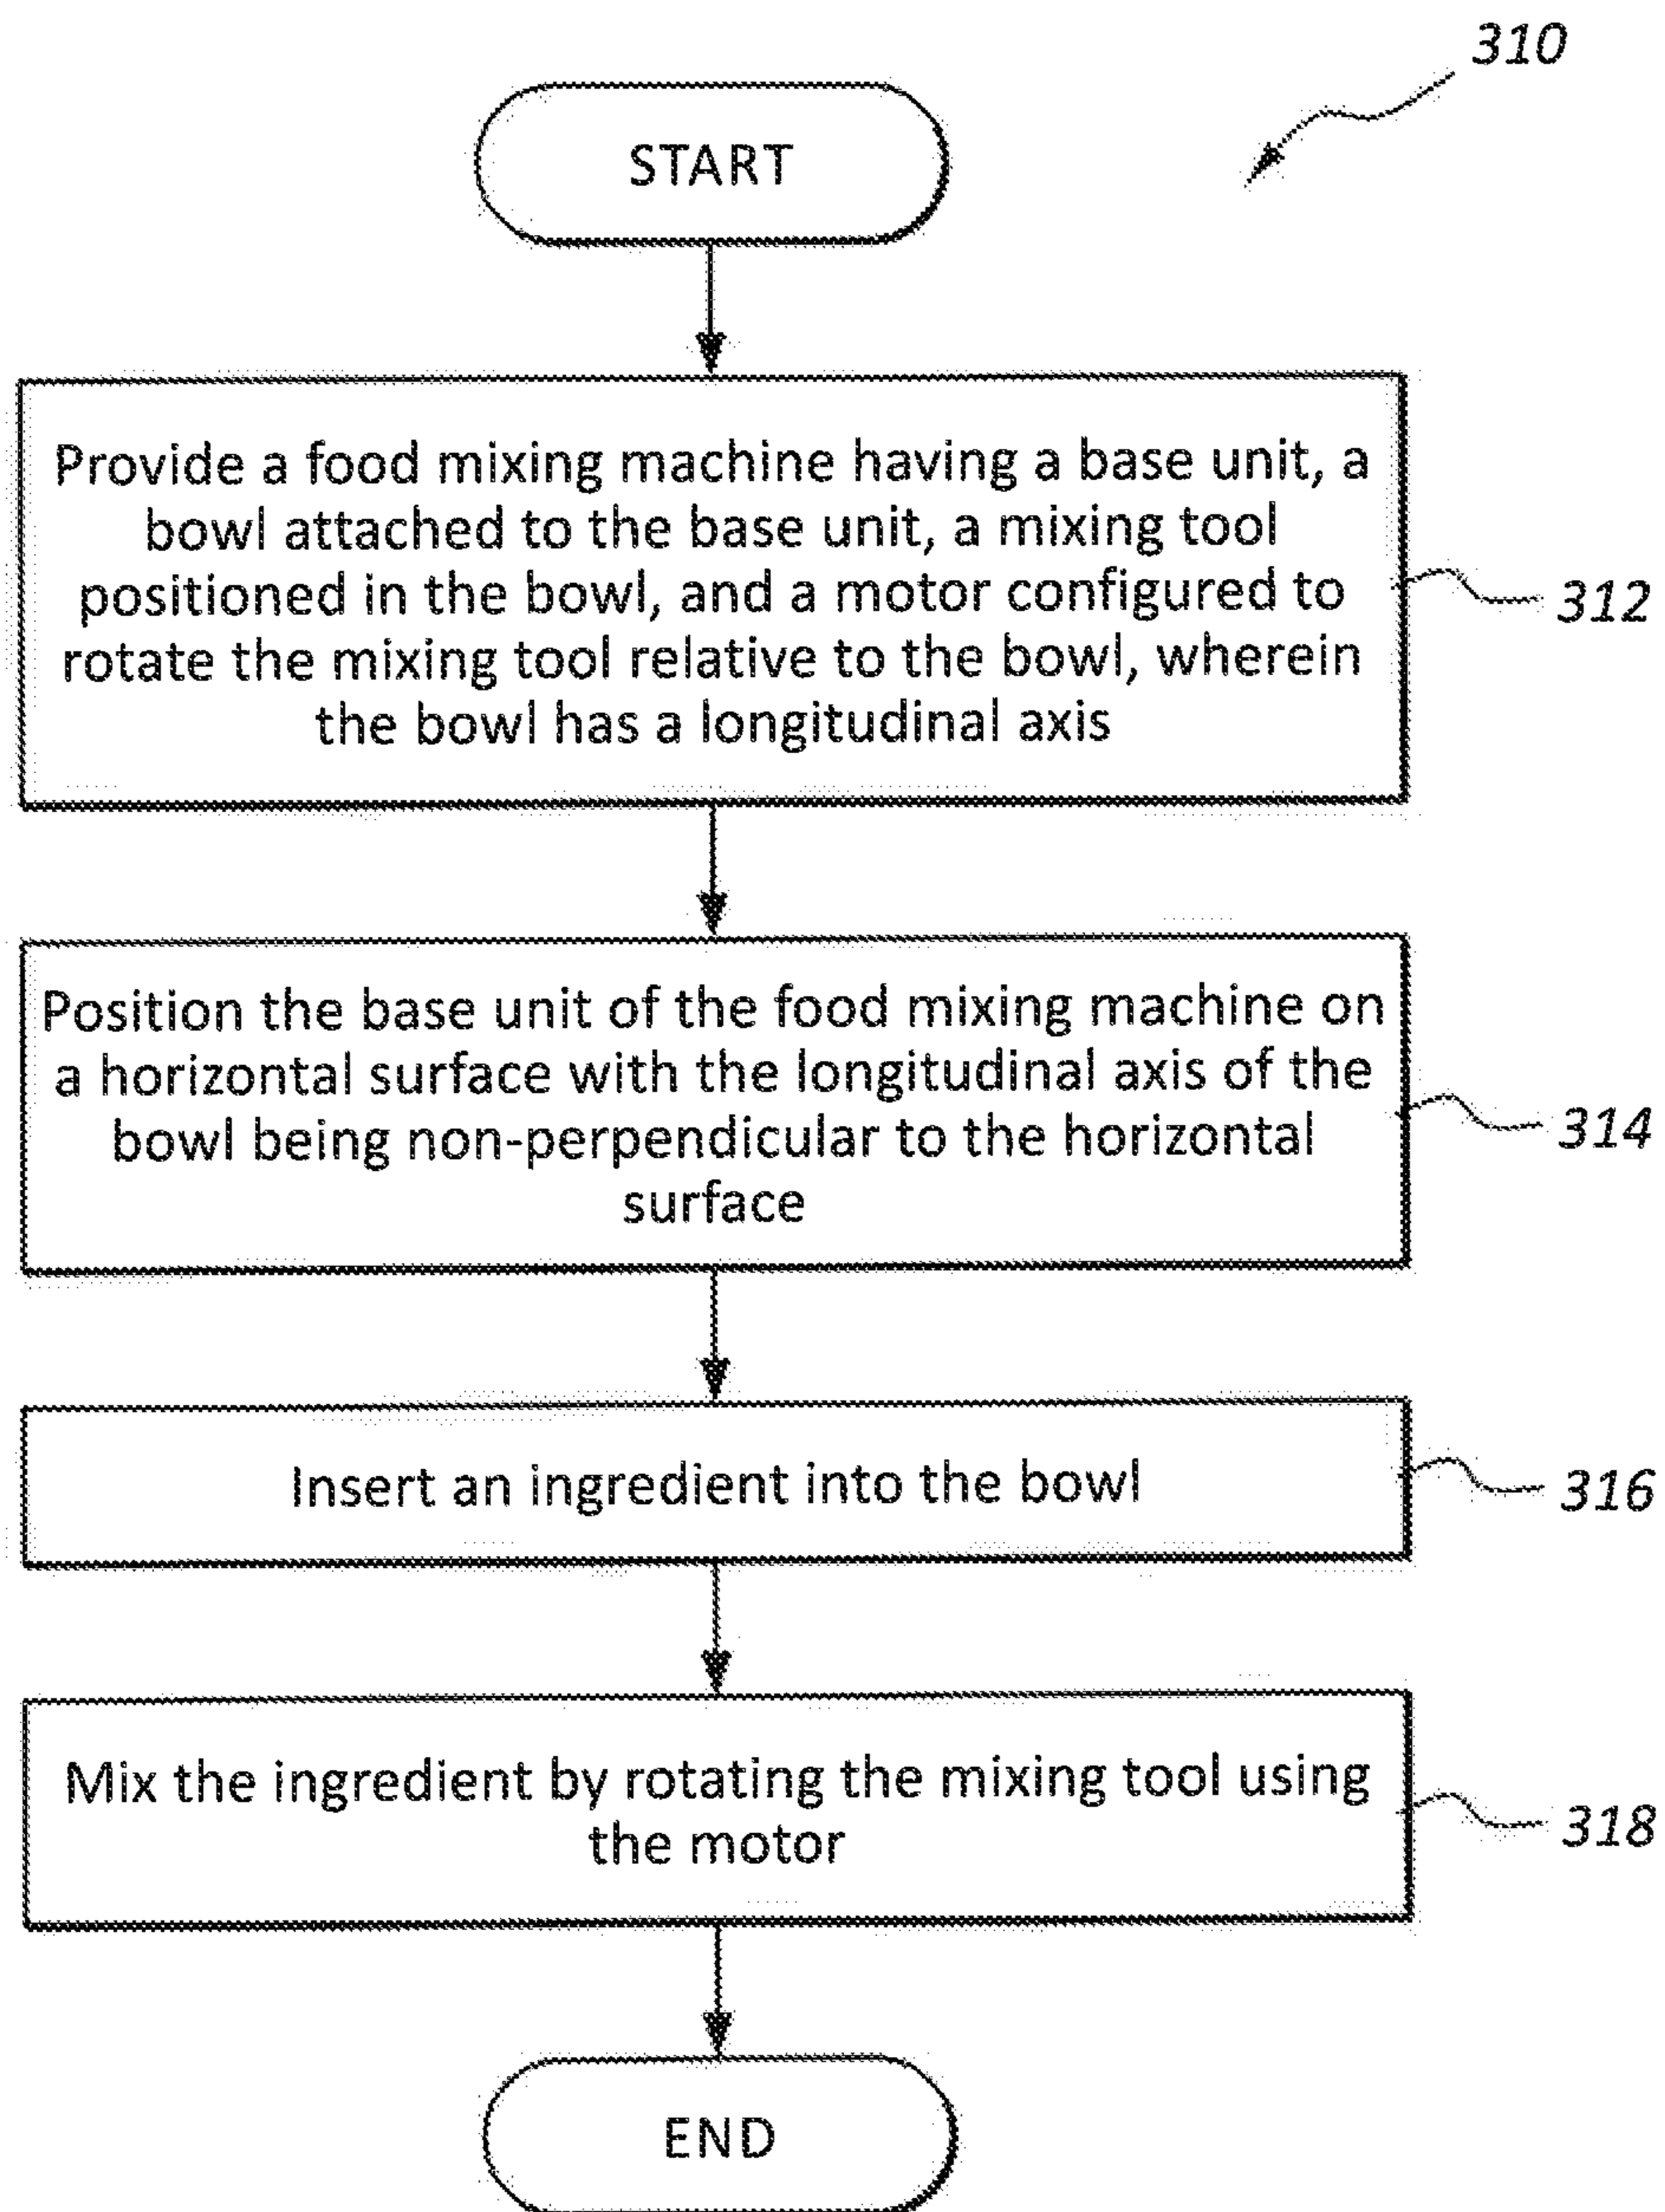 310
START
Provide a food mixing machine having a base unit, a
bowl attached to the base unit, a mixing tool
positioned in the bowl, and a motor configured to
rotate the mixing tool relative to the bowl, wherein
the bowl has a longitudinal axis
312
Position the base unit of the food mixing machine on
a horizontal surface with the longitudinal axis of the
bowl being non-perpendicular to the horizontal
surface
314
Insert an ingredient into the bowl
316
Mix the ingredient by rotating the mixing tool using
the motor
318
END